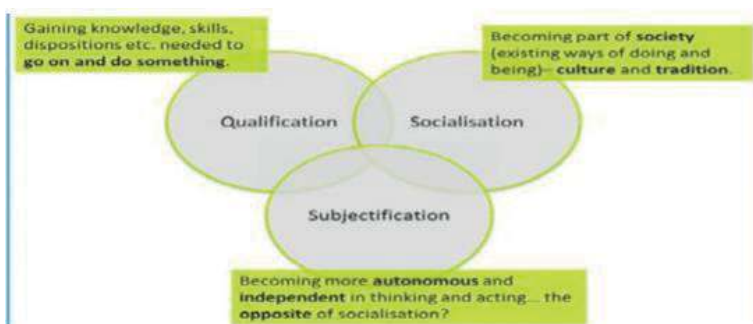 Gaining knowledge, skills,
dispositions etc. needed to
go on and do something.
Becoming part of society
(existing ways of doing and
being)– culture and tradition.
Qualification
Socialisation
Subjectification
Becoming more autonomous and
independent in thinking and acting... the
opposite of socialisation?